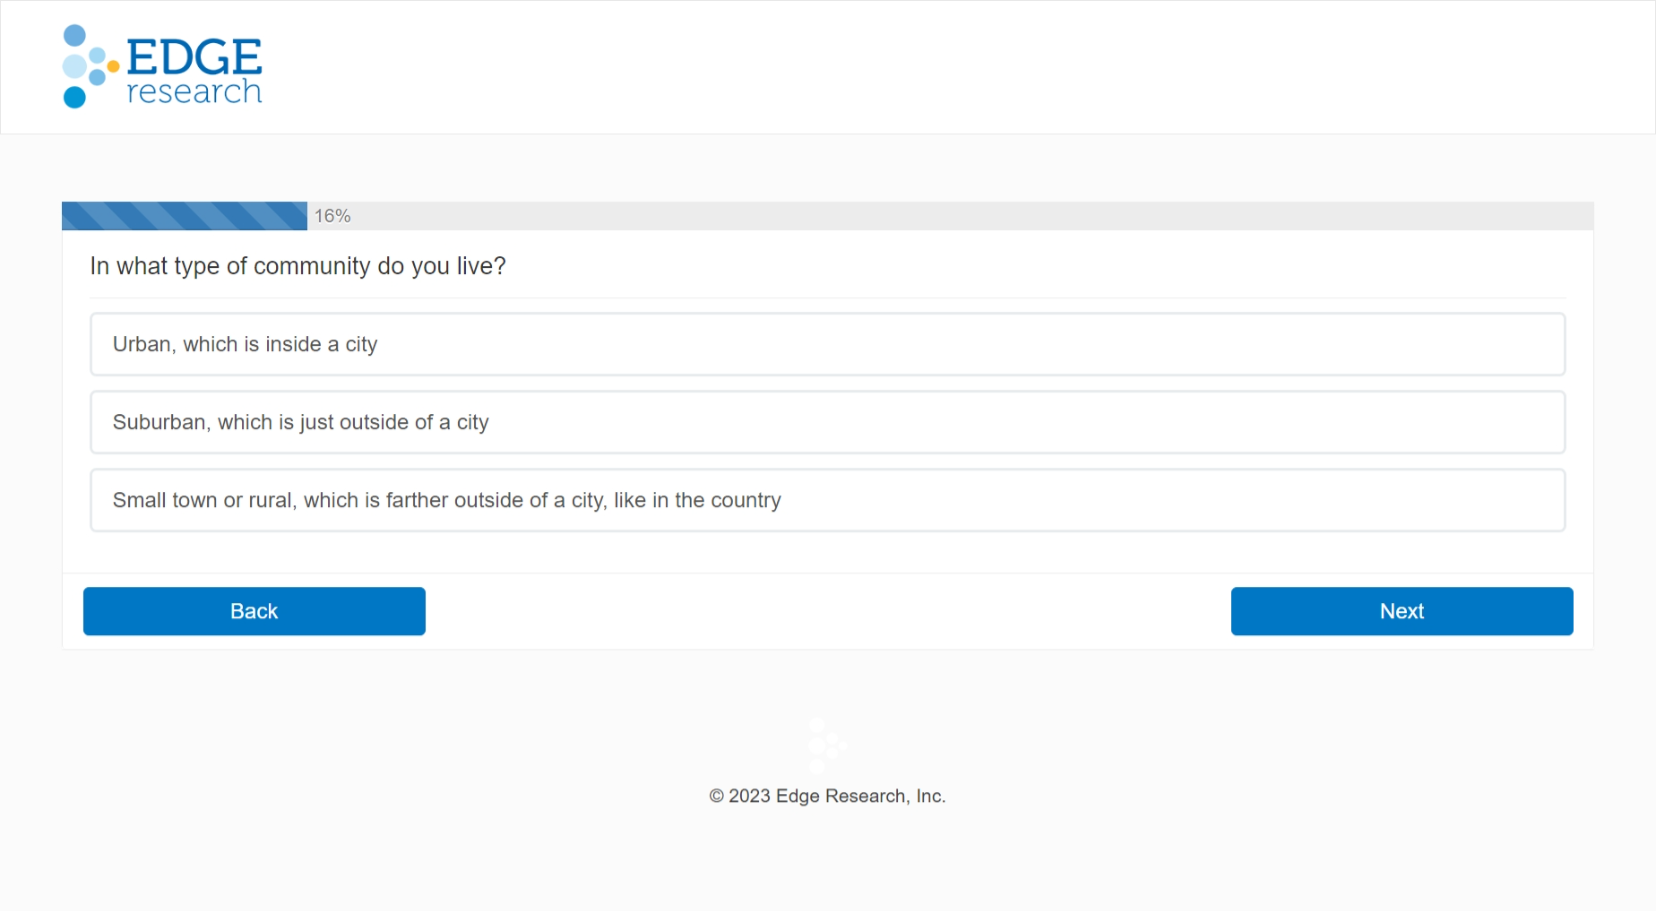 EDGE
research
16%
In what type of community do you live?
Urban, which is inside a city
Suburban, which is just outside of a city
Small town or rural, which is farther outside of a city, like in the country
Back
Next
© 2023 Edge Research, Inc.